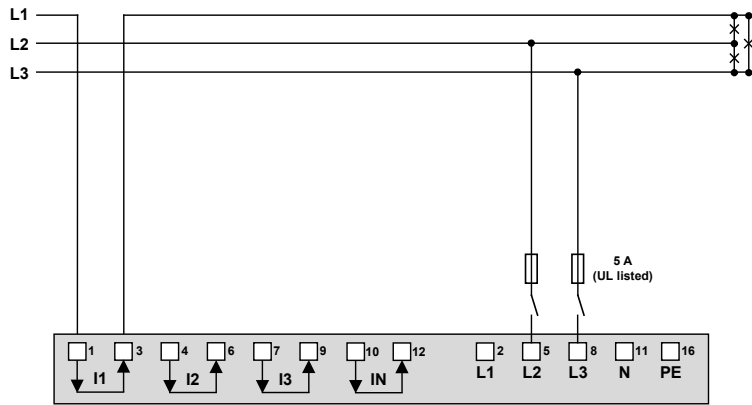 L1
L2
L3
5 A
(UL listed)
1 3 4 6 7 9 10 12 2 5 8 11 16
I1 I2 I3 IN L1 L2 L3 N PE